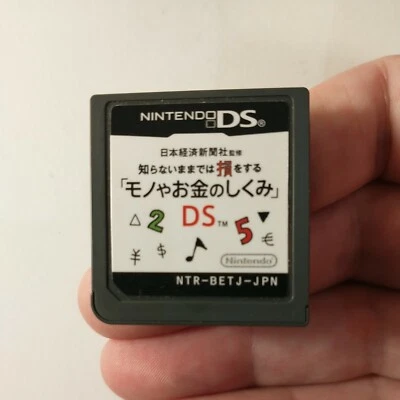 NINTENDO DS®
日本経済新聞社監修
知らないままでは損をする
「モノやお金のしくみ」
DS™
△ 2 5 ▼
¥ $ ♪ €
Nintendo
NTR-BETJ-JPN